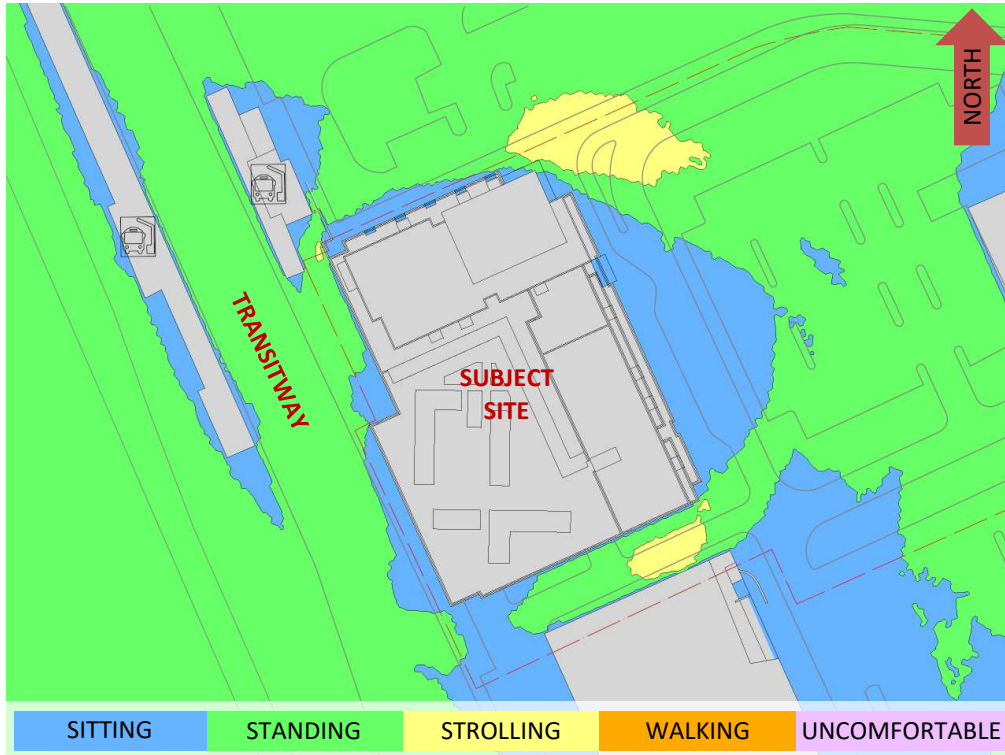 NORTH
TRANSITWAY
SUBJECT
SITE
SITTING
STANDING
STROLLING
WALKING
UNCOMFORTABLE